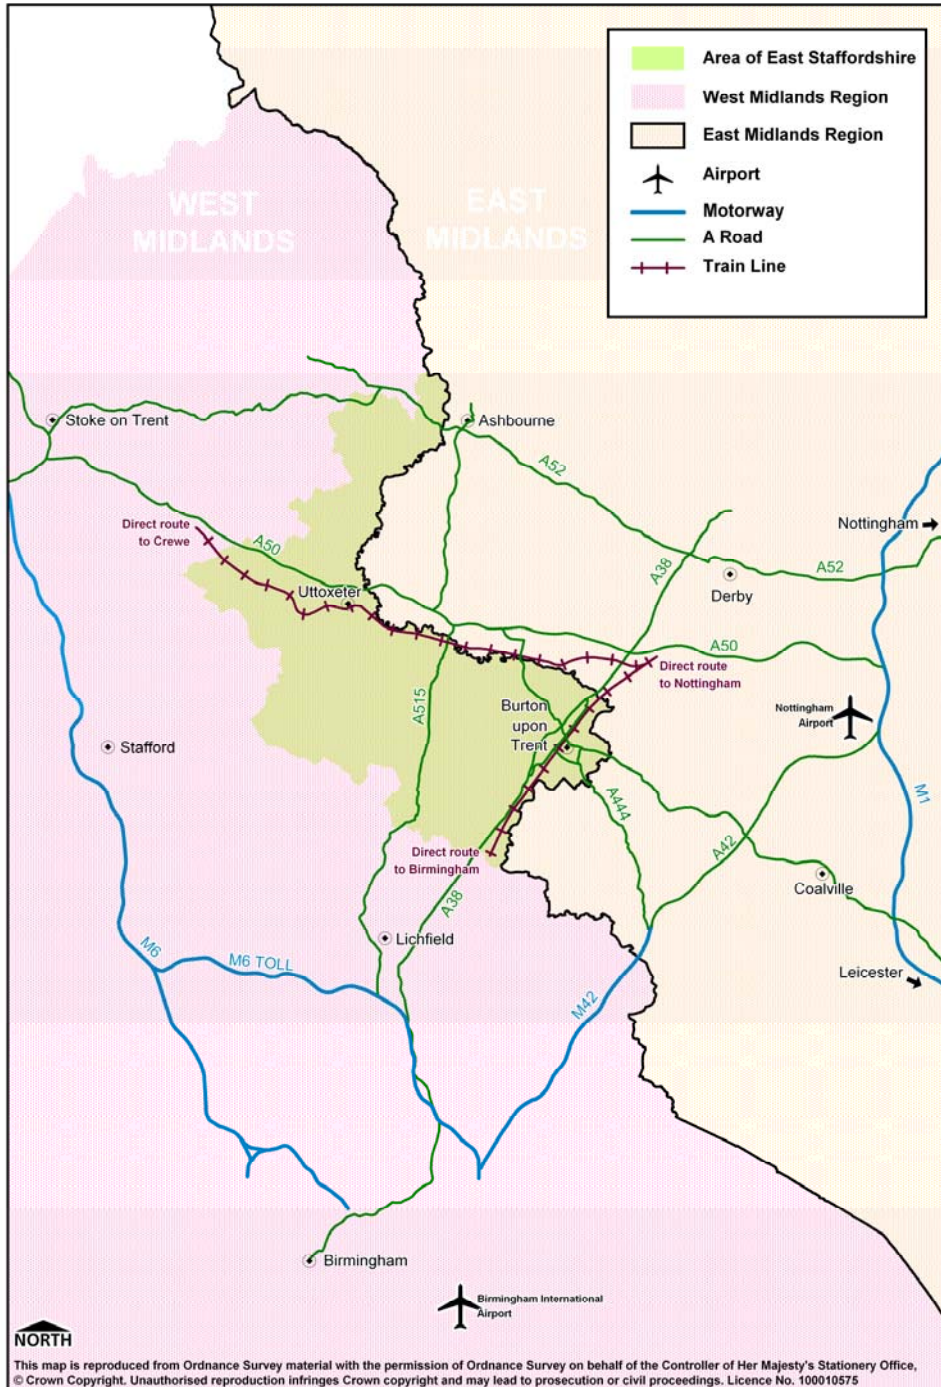 Area of East Staffordshire
West Midlands Region
East Midlands Region
Airport
Motorway
A Road
Train Line
WEST
MIDLANDS
EAST
MIDLANDS
Stoke on Trent
Ashbourne
A52
Nottingham
Direct route
to Crewe
A50
A38
A52
Uttoxeter
Derby
A50
Direct route
to Nottingham
A515
Burton
upon
Trent
Nottingham
Airport
Stafford
M1
A444
A42
Direct route
to Birmingham
Coalville
A38
Lichfield
M6
M6 TOLL
Leicester
M42
Birmingham
Birmingham International
Airport
NORTH
This map is reproduced from Ordnance Survey material with the permission of Ordnance Survey on behalf of the Controller of Her Majesty's Stationery Office,
© Crown Copyright. Unauthorised reproduction infringes Crown copyright and may lead to prosecution or civil proceedings. Licence No. 100010575